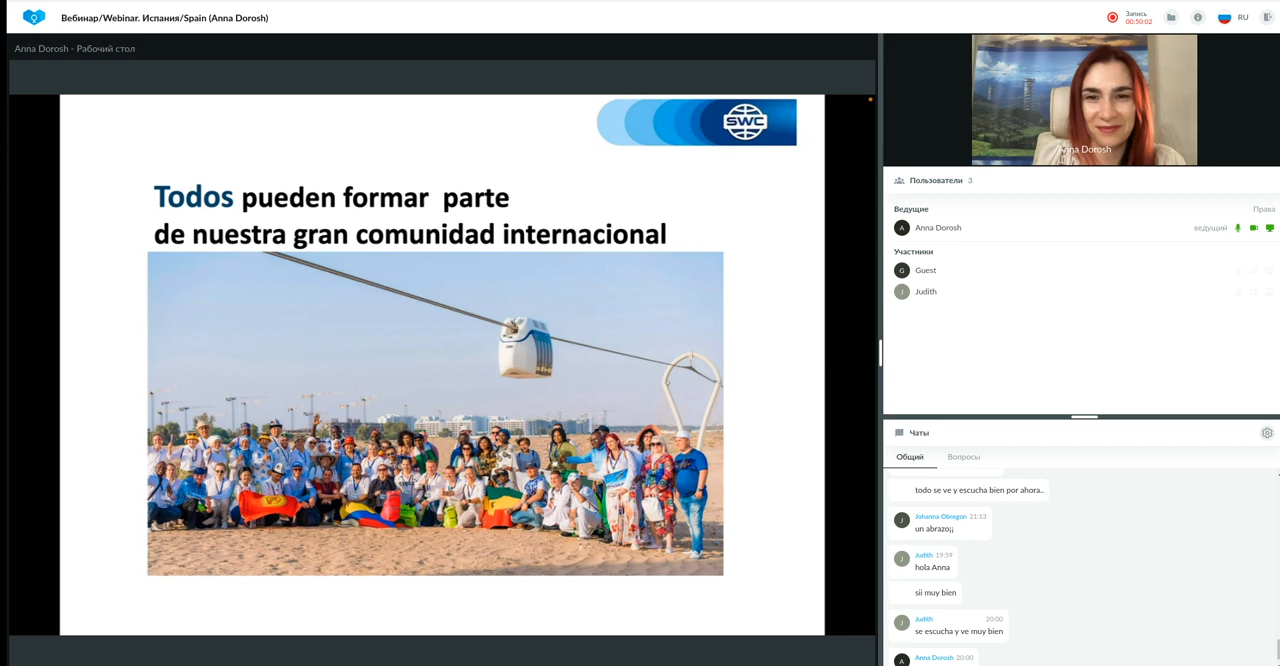 Вебинар/Webinar. Испания/Spain (Anna Dorosh)
Запись
00:50:02
RU
Anna Dorosh - Рабочий стол
SWC
Todos pueden formar parte
de nuestra gran comunidad internacional
Anna Dorosh
Пользователи 3
Ведущие Права
A Anna Dorosh ведущий
Участники
G Guest
J Judith
Чаты
Общий Вопросы
todo se ve y escucha bien por ahora..
J Johanna Obregon 21:13
un abrazo¡¡
J Judith 19:59
hola Anna
sii muy bien
J Judith 20:00
se escucha y ve muy bien
A Anna Dorosh 20:00